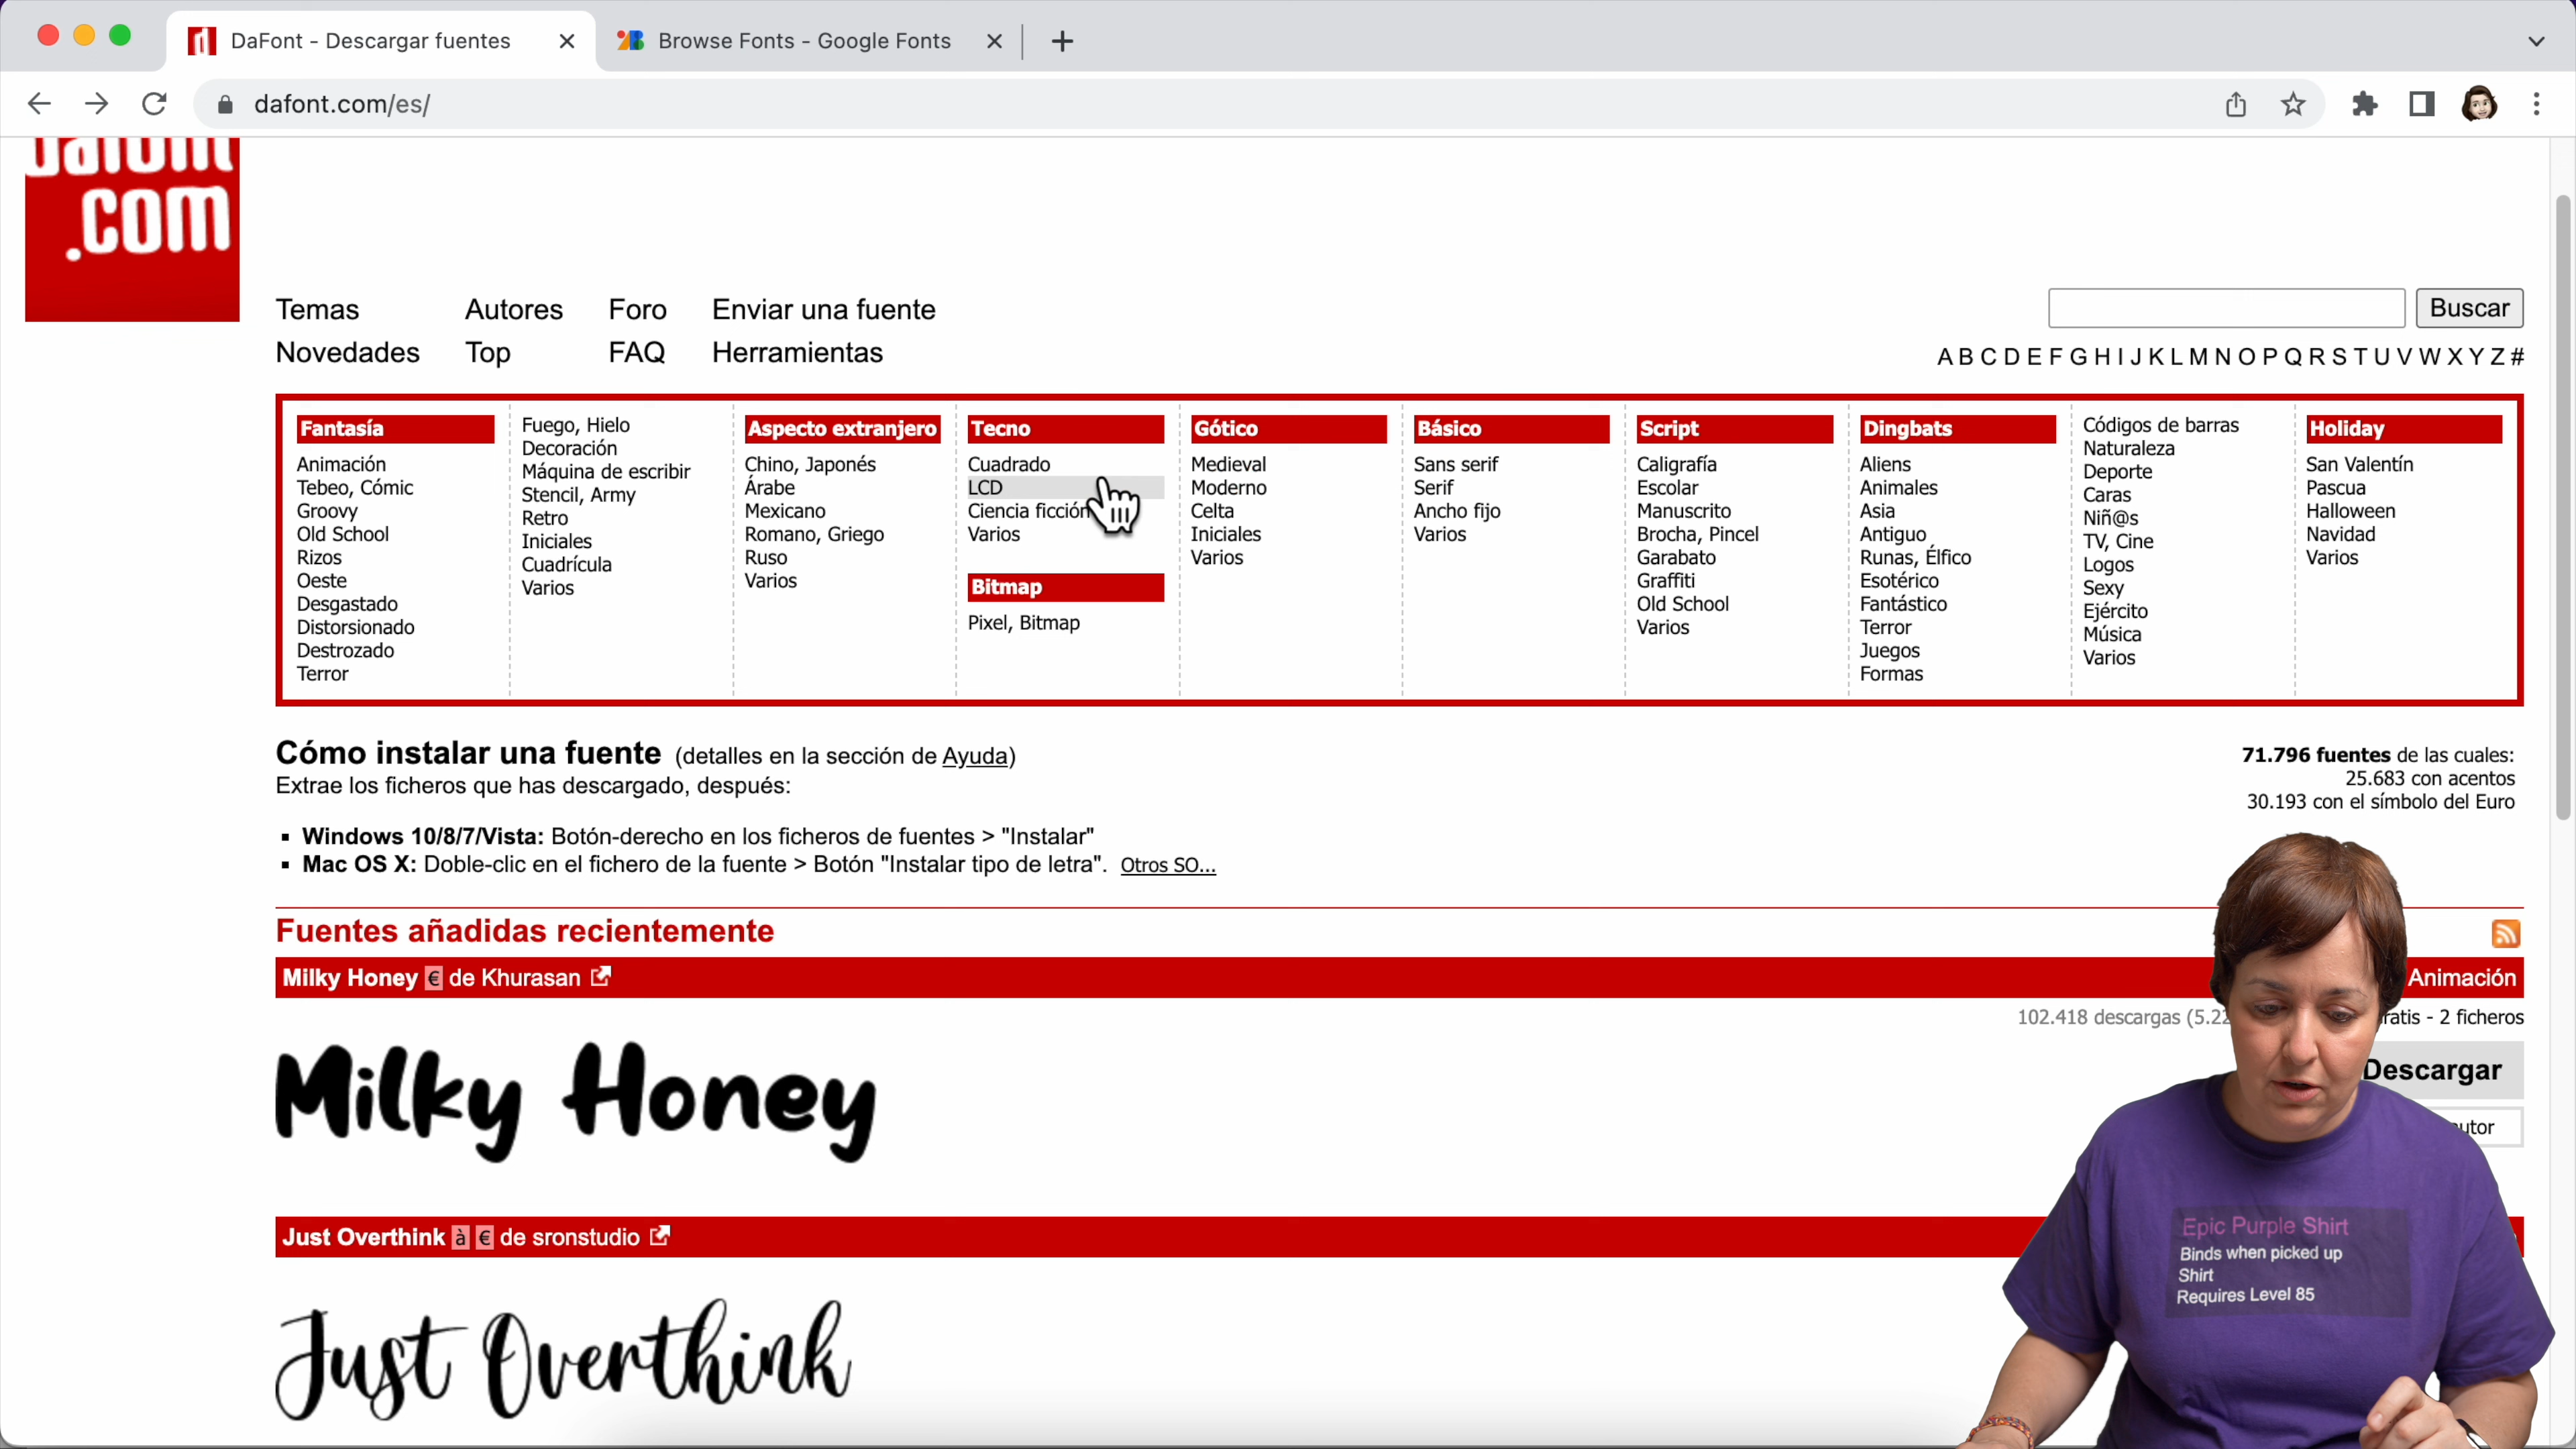 DaFont - Descargar fuentes
Browse Fonts - Google Fonts
dafont.com/es/
dafont
.com
Temas Autores Foro Enviar una fuente
Novedades Top FAQ Herramientas
Buscar
A B C D E F G H I J K L M N O P Q R S T U V W X Y Z #
Fantasía
Animación
Tebeo, Cómic
Groovy
Old School
Rizos
Oeste
Desgastado
Distorsionado
Destrozado
Terror
Fuego, Hielo
Decoración
Máquina de escribir
Stencil, Army
Retro
Iniciales
Cuadrícula
Varios
Aspecto extranjero
Chino, Japonés
Árabe
Mexicano
Romano, Griego
Ruso
Varios
Tecno
Cuadrado
LCD
Ciencia ficción
Varios
Bitmap
Pixel, Bitmap
Gótico
Medieval
Moderno
Celta
Iniciales
Varios
Básico
Sans serif
Serif
Ancho fijo
Varios
Script
Caligrafía
Escolar
Manuscrito
Brocha, Pincel
Garabato
Graffiti
Old School
Varios
Dingbats
Aliens
Animales
Asia
Antiguo
Runas, Élfico
Esotérico
Fantástico
Terror
Juegos
Formas
Códigos de barras
Naturaleza
Deporte
Caras
Niñ@s
TV, Cine
Logos
Sexy
Ejército
Música
Varios
Holiday
San Valentín
Pascua
Halloween
Navidad
Varios
Cómo instalar una fuente (detalles en la sección de Ayuda)
Extrae los ficheros que has descargado, después:
▪ Windows 10/8/7/Vista: Botón-derecho en los ficheros de fuentes > "Instalar"
▪ Mac OS X: Doble-clic en el fichero de la fuente > Botón "Instalar tipo de letra". Otros SO...
71.796 fuentes de las cuales:
25.683 con acentos
30.193 con el símbolo del Euro
Fuentes añadidas recientemente
Milky Honey € de Khurasan
Animación
102.418 descargas (5.22
- 2 ficheros
Milky Honey
Descargar
Just Overthink à € de sronstudio
Just Overthink
Epic Purple Shirt
Binds when picked up
Shirt
Requires Level 85